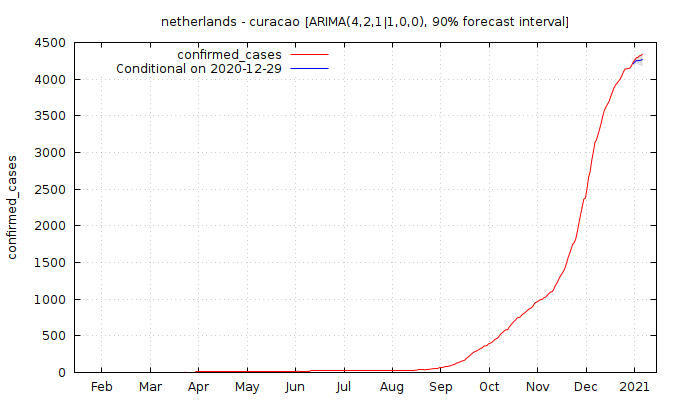 netherlands - curacao [ARIMA(4,2,1|1,0,0), 90% forecast interval]
confirmed_cases
Conditional on 2020-12-29
confirmed_cases
4500
4000
3500
3000
2500
2000
1500
1000
500
0
Feb Mar Apr May Jun Jul Aug Sep Oct Nov Dec 2021